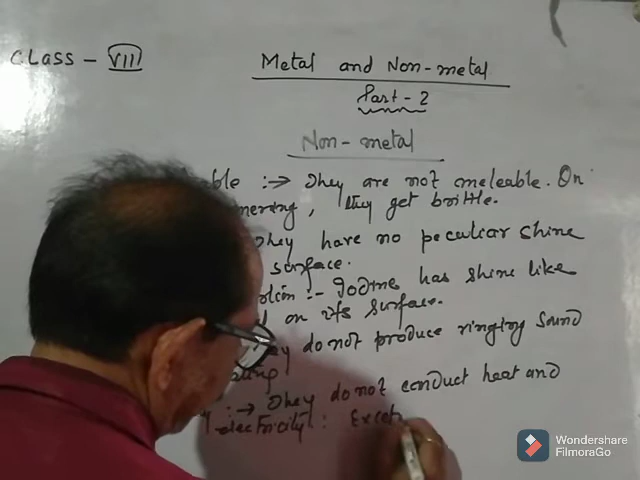 CLASS - VIII
Metal and Non-metal
Part - 2
Non-metal
:→ They are not meleable. On
mering, they get brittle.
They have no peculiar shine
surface.
:- Iodine has shine like
on its surface.
do not produce ringing sound
:→ They do not conduct heat and
electricity : Except
Wondershare
FilmoraGo